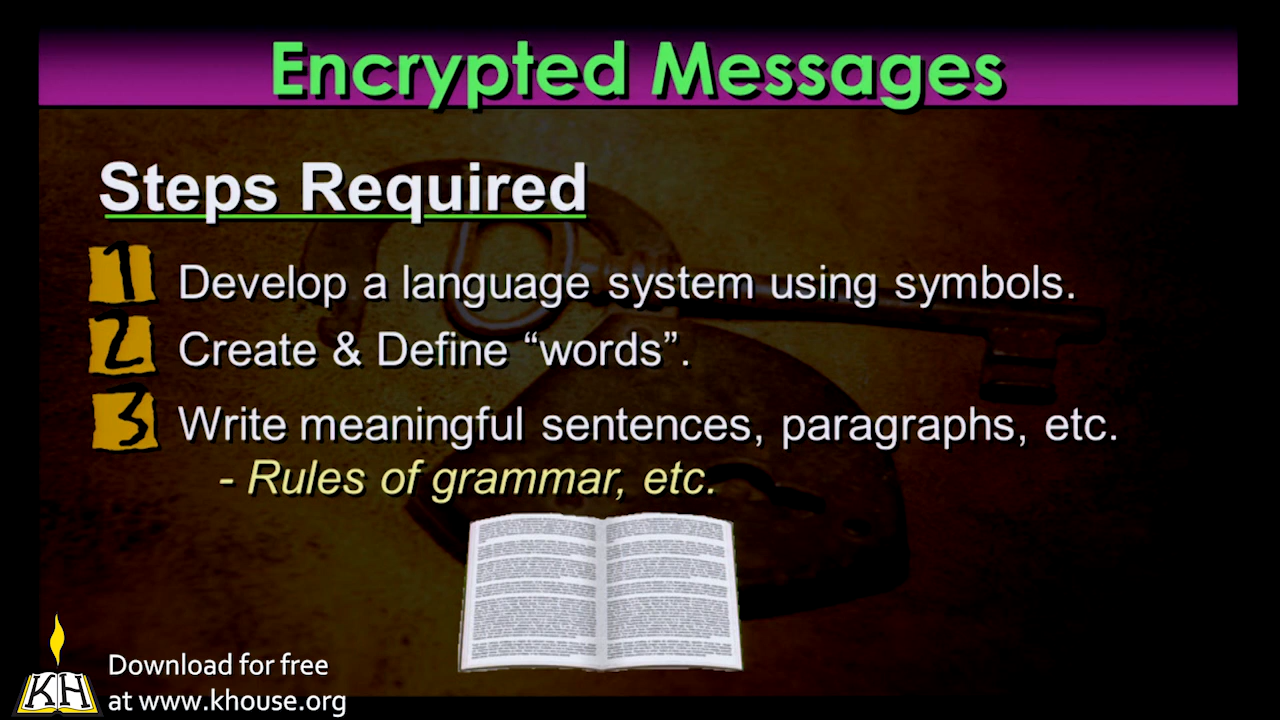 Encrypted Messages
Steps Required
1 Develop a language system using symbols.
2 Create & Define “words”.
3 Write meaningful sentences, paragraphs, etc.
- Rules of grammar, etc.
KH
Download for free
at www.khouse.org